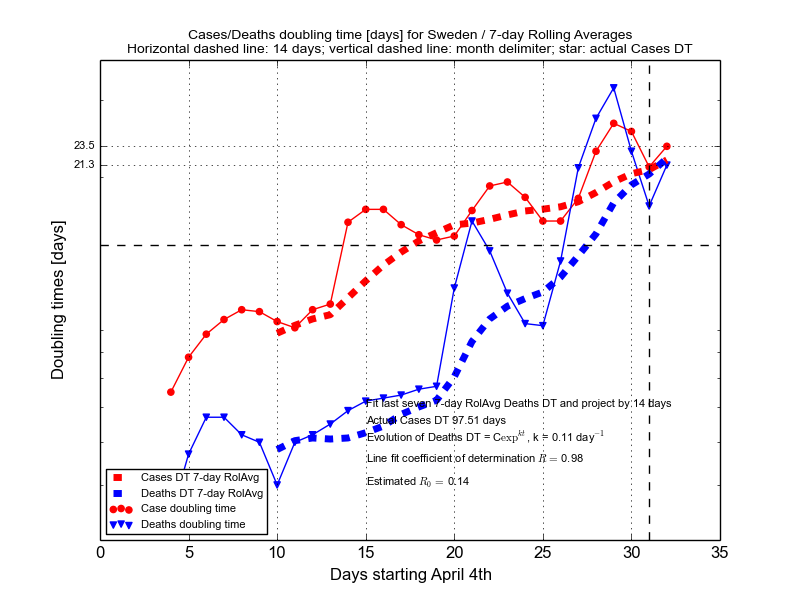 Cases/Deaths doubling time [days] for Sweden / 7-day Rolling Averages
Horizontal dashed line: 14 days; vertical dashed line: month delimiter; star: actual Cases DT
23.5
21.3
Doubling times [days]
Fit last seven 7-day RolAvg Deaths DT and project by 14 days
Actual Cases DT 97.51 days
Evolution of Deaths DT = Cexp^{kt}, k = 0.11 day^{-1}
Line fit coefficient of determination R = 0.98
Estimated R_0 = 0.14
Cases DT 7-day RolAvg
Deaths DT 7-day RolAvg
Case doubling time
Deaths doubling time
0 5 10 15 20 25 30 35
Days starting April 4th